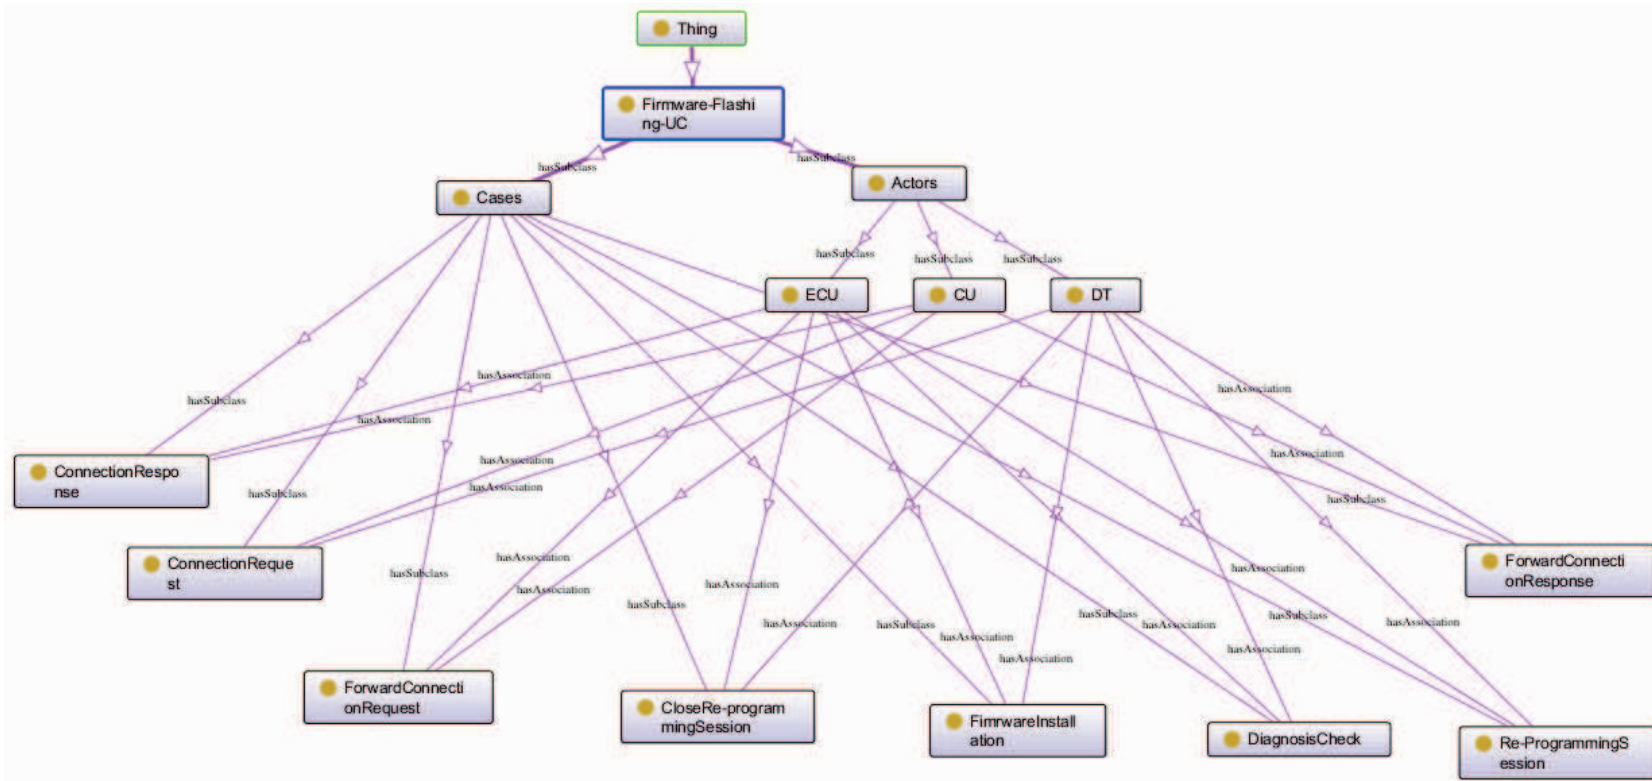 Thing
Firmware-Flashi
ng-UC
hasSubclass
hasSubclass
Cases
Actors
hasSubclass
hasSubclass
hasSubclass
ECU
CU
DT
hasAssociation
hasAssociation
hasSubclass
hasAssociation
hasAssociation
hasAssociation
hasAssociation
ConnectionRespo
nse
hasSubclass
hasSubclass
ConnectionReque
st
hasAssociation
hasAssociation
hasSubclass
hasAssociation
hasAssociation
ForwardConnecti
onResponse
hasSubclass
hasAssociation
hasSubclass
hasAssociation
hasSubclass
hasAssociation
hasSubclass
hasAssociation
hasAssociation
hasAssociation
ForwardConnecti
onRequest
CloseRe-program
mingSession
FimrwareInstall
ation
DiagnosisCheck
Re-ProgrammingS
ession